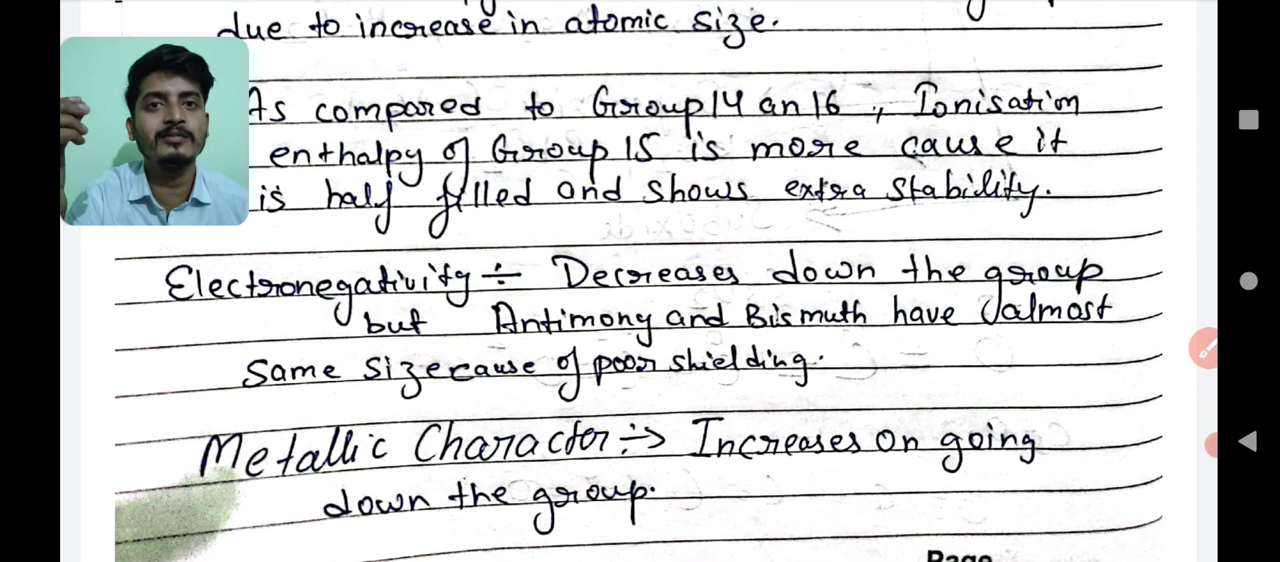 due to increase in atomic size.
As compared to Group 14 an 16, Ionisation
enthalpy of Group 15 is more cause it
is half filled and shows extra stability.
Electronegativity ÷ Decreases down the group
but Antimony and Bismuth have almost
same size cause of poor shielding.
Metallic Character ÷> Increases on going
down the group.
Page